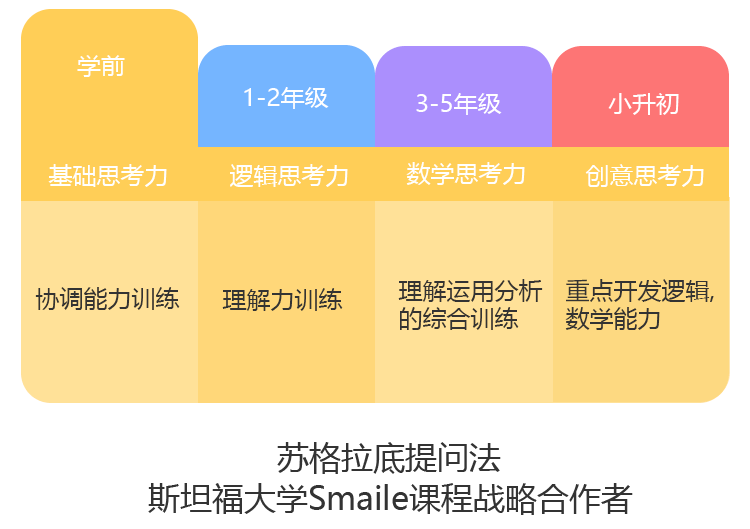 学前
1-2年级
3-5年级
小升初
基础思考力
逻辑思考力
数学思考力
创意思考力
协调能力训练
理解力训练
理解运用分析
的综合训练
重点开发逻辑,
数学能力
苏格拉底提问法
斯坦福大学Smaile课程战略合作者